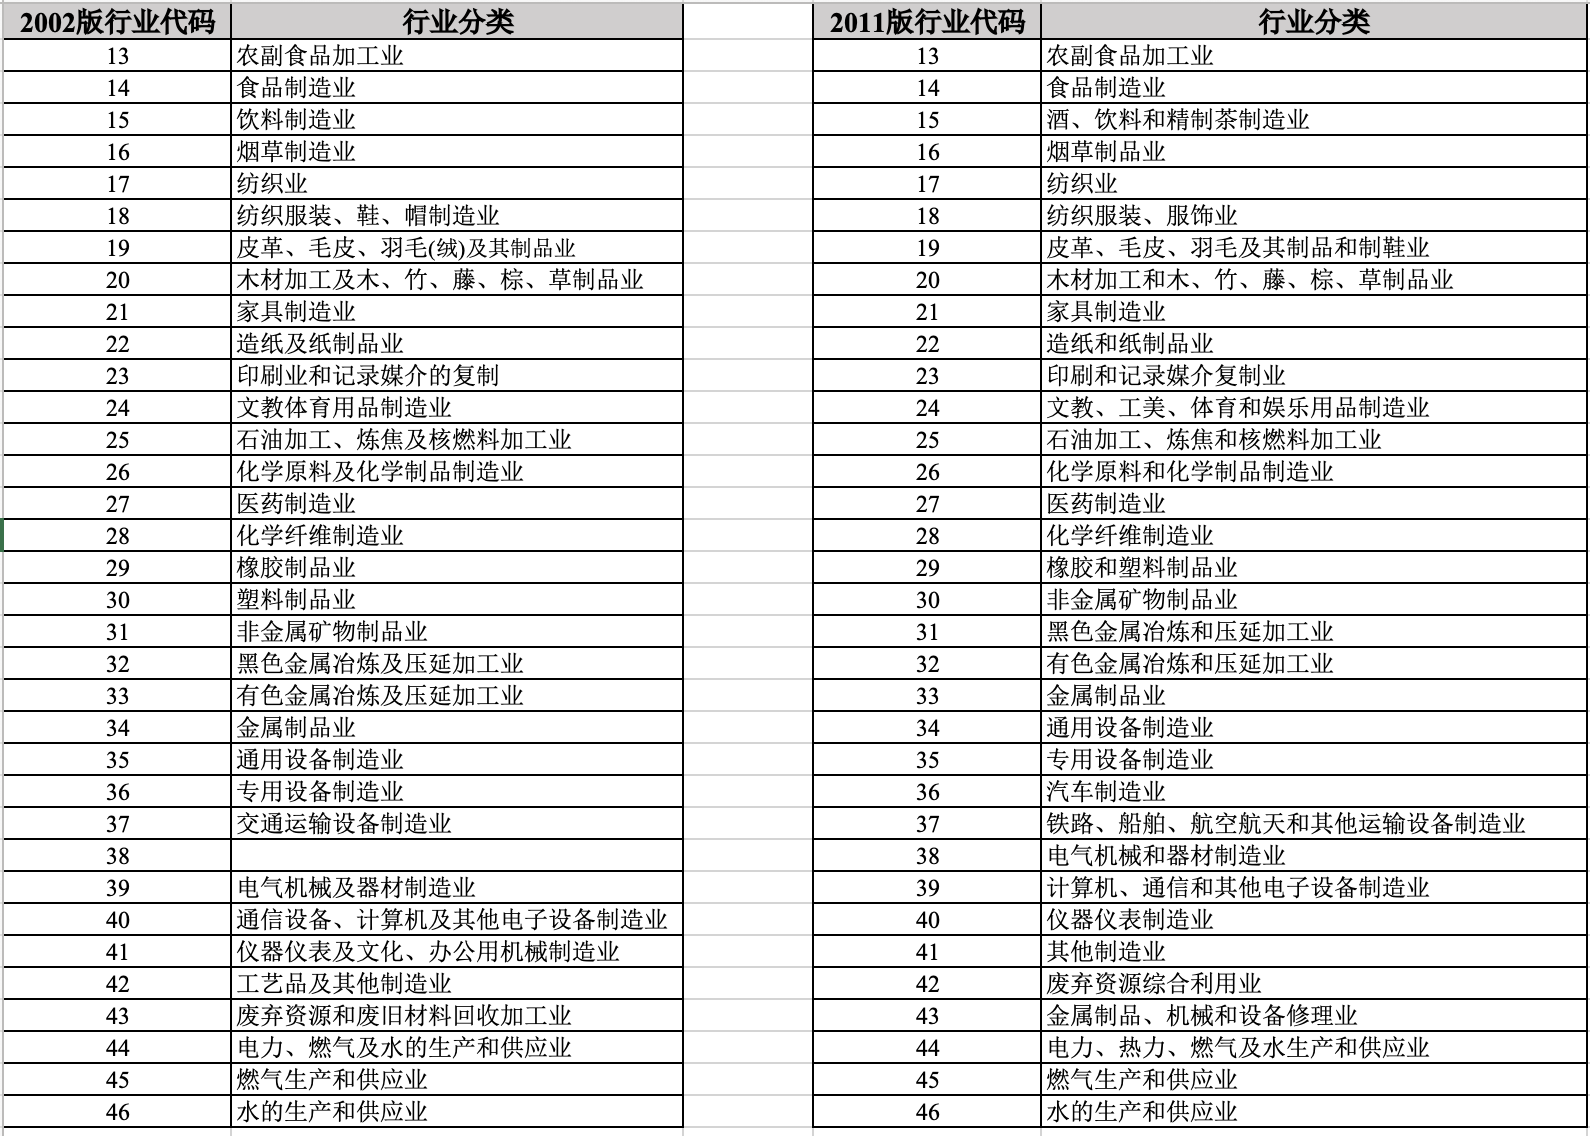 2002版行业代码 行业分类 2011版行业代码 行业分类
13 农副食品加工业 13 农副食品加工业
14 食品制造业 14 食品制造业
15 饮料制造业 15 酒、饮料和精制茶制造业
16 烟草制造业 16 烟草制品业
17 纺织业 17 纺织业
18 纺织服装、鞋、帽制造业 18 纺织服装、服饰业
19 皮革、毛皮、羽毛(绒)及其制品业 19 皮革、毛皮、羽毛及其制品和制鞋业
20 木材加工及木、竹、藤、棕、草制品业 20 木材加工和木、竹、藤、棕、草制品业
21 家具制造业 21 家具制造业
22 造纸及纸制品业 22 造纸和纸制品业
23 印刷业和记录媒介的复制 23 印刷和记录媒介复制业
24 文教体育用品制造业 24 文教、工美、体育和娱乐用品制造业
25 石油加工、炼焦及核燃料加工业 25 石油加工、炼焦和核燃料加工业
26 化学原料及化学制品制造业 26 化学原料和化学制品制造业
27 医药制造业 27 医药制造业
28 化学纤维制造业 28 化学纤维制造业
29 橡胶制品业 29 橡胶和塑料制品业
30 塑料制品业 30 非金属矿物制品业
31 非金属矿物制品业 31 黑色金属冶炼和压延加工业
32 黑色金属冶炼及压延加工业 32 有色金属冶炼和压延加工业
33 有色金属冶炼及压延加工业 33 金属制品业
34 金属制品业 34 通用设备制造业
35 通用设备制造业 35 专用设备制造业
36 专用设备制造业 36 汽车制造业
37 交通运输设备制造业 37 铁路、船舶、航空航天和其他运输设备制造业
38 38 电气机械和器材制造业
39 电气机械及器材制造业 39 计算机、通信和其他电子设备制造业
40 通信设备、计算机及其他电子设备制造业 40 仪器仪表制造业
41 仪器仪表及文化、办公用机械制造业 41 其他制造业
42 工艺品及其他制造业 42 废弃资源综合利用业
43 废弃资源和废旧材料回收加工业 43 金属制品、机械和设备修理业
44 电力、燃气及水的生产和供应业 44 电力、热力、燃气及水生产和供应业
45 燃气生产和供应业 45 燃气生产和供应业
46 水的生产和供应业 46 水的生产和供应业